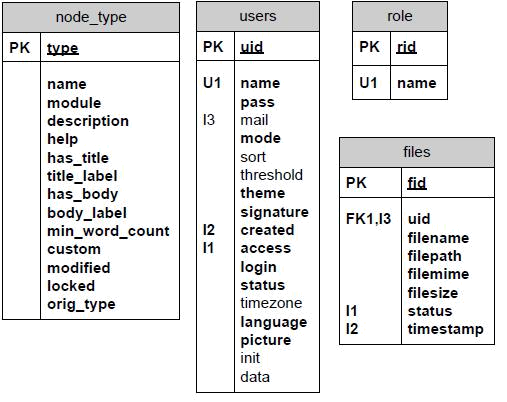 node_type
PK type
name
module
description
help
has_title
title_label
has_body
body_label
min_word_count
custom
modified
locked
orig_type
users
PK uid
U1 name
pass
I3 mail
mode
sort
threshold
theme
signature
I2 created
I1 access
login
status
timezone
language
picture
init
data
role
PK rid
U1 name
files
PK fid
FK1,I3 uid
filename
filepath
filemime
filesize
I1 status
I2 timestamp